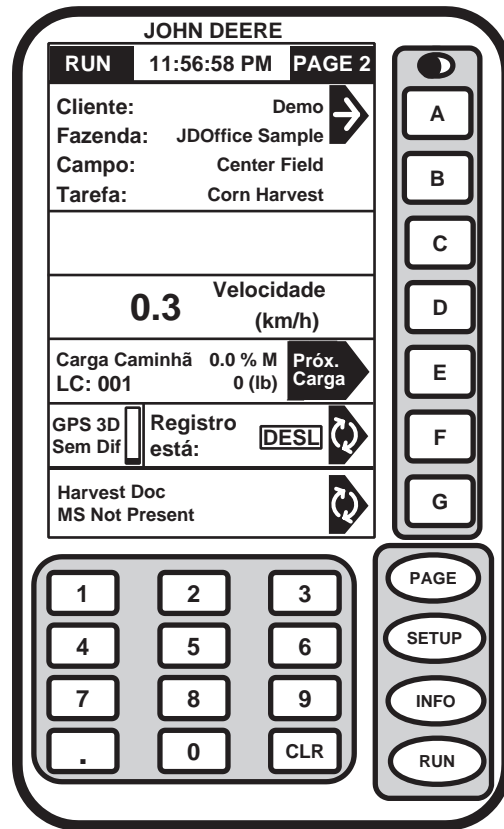 JOHN DEERE
RUN 11:56:58 PM PAGE 2
Cliente: Demo
Fazenda: JDOffice Sample
Campo: Center Field
Tarefa: Corn Harvest
0.3 Velocidade
(km/h)
Carga Caminhã 0.0 % M Próx.
LC: 001 0 (lb) Carga
GPS 3D Registro
Sem Dif está: DESL
Harvest Doc
MS Not Present
A
B
C
D
E
F
G
PAGE
SETUP
INFO
RUN
1 2 3
4 5 6
7 8 9
. 0 CLR